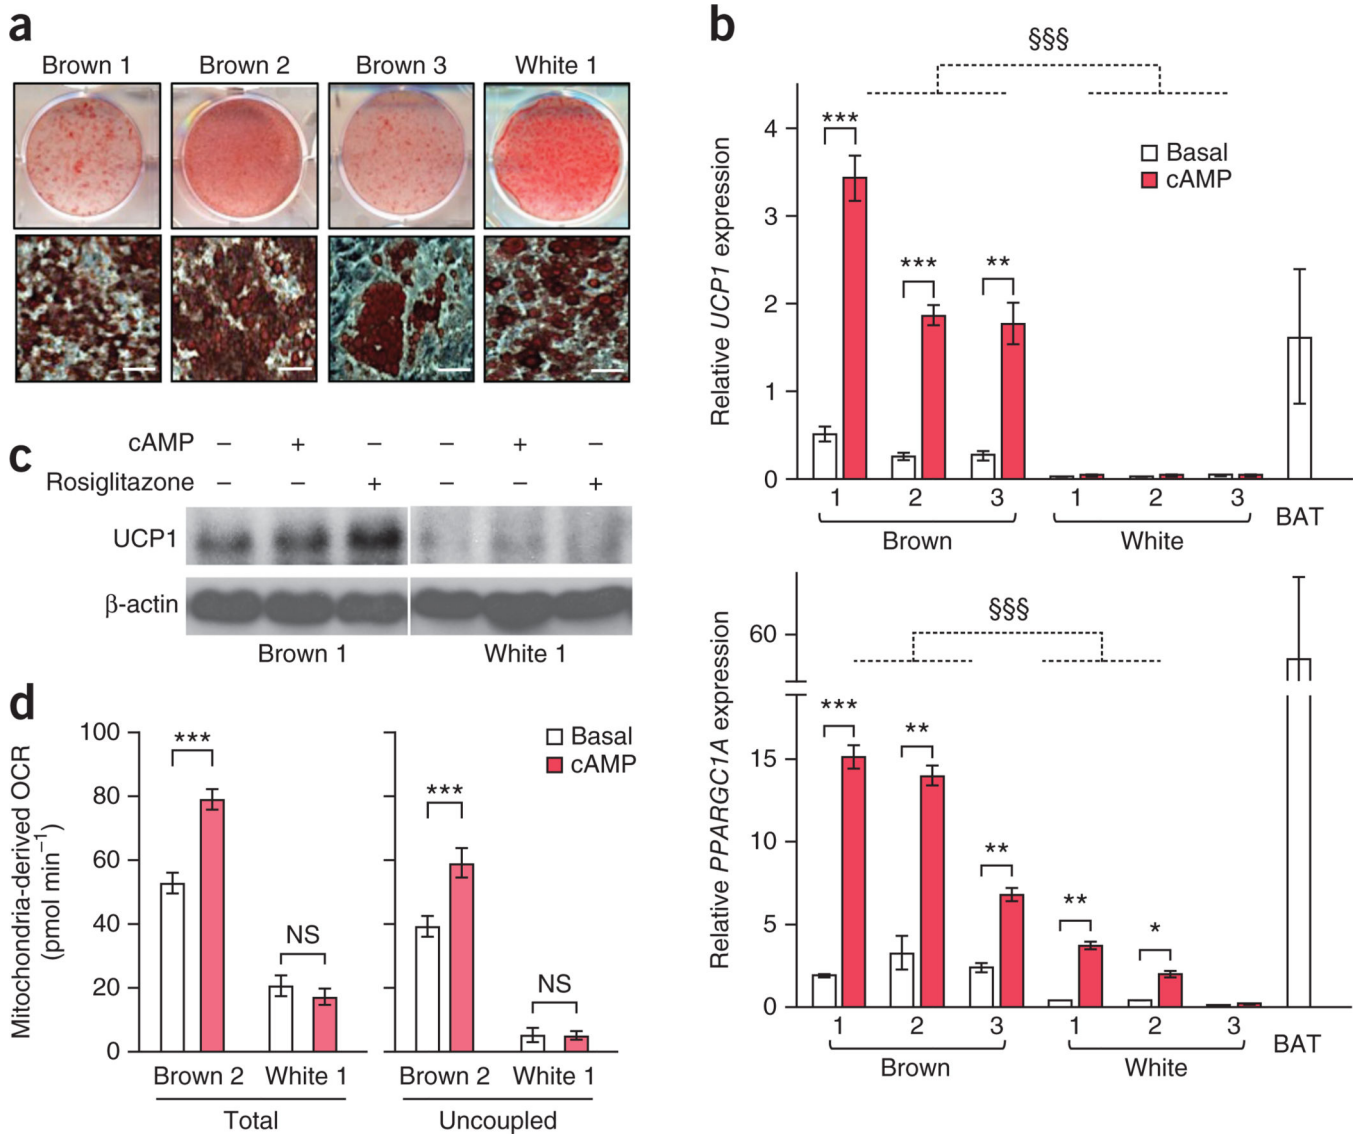 a
Brown 1 Brown 2 Brown 3 White 1
b
§§§
***
***
**
Basal
cAMP
Relative UCP1 expression
4
3
2
1
0
1 2 3 1 2 3
Brown White BAT
c
cAMP – + – – + –
Rosiglitazone – – + – – +
UCP1
β-actin
Brown 1 White 1
§§§
***
**
**
**
*
Relative PPARGC1A expression
60
15
10
5
0
1 2 3 1 2 3
Brown White BAT
d
Mitochondria-derived OCR
(pmol min⁻¹)
100
80
60
40
20
0
***
NS
***
NS
Basal
cAMP
Brown 2 White 1 Brown 2 White 1
Total Uncoupled